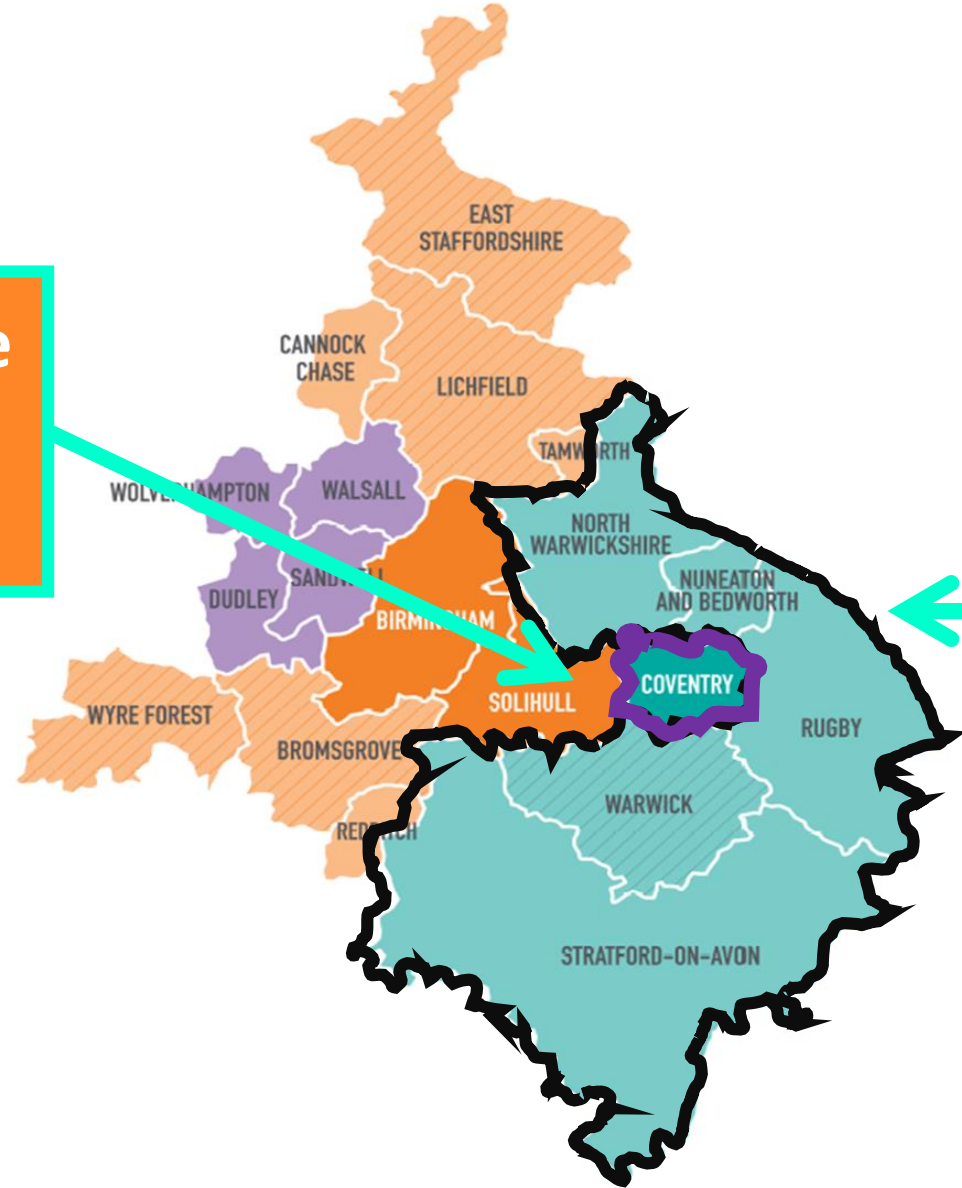 EAST
STAFFORDSHIRE
e
CANNOCK
CHASE
LICHFIELD
TAMWORTH
WOLVERHAMPTON
WALSALL
NORTH
WARWICKSHIRE
SANDWELL
DUDLEY
NUNEATON
AND BEDWORTH
BIRMINGHAM
COVENTRY
SOLIHULL
WYRE FOREST
RUGBY
BROMSGROVE
WARWICK
REDDITCH
STRATFORD-ON-AVON